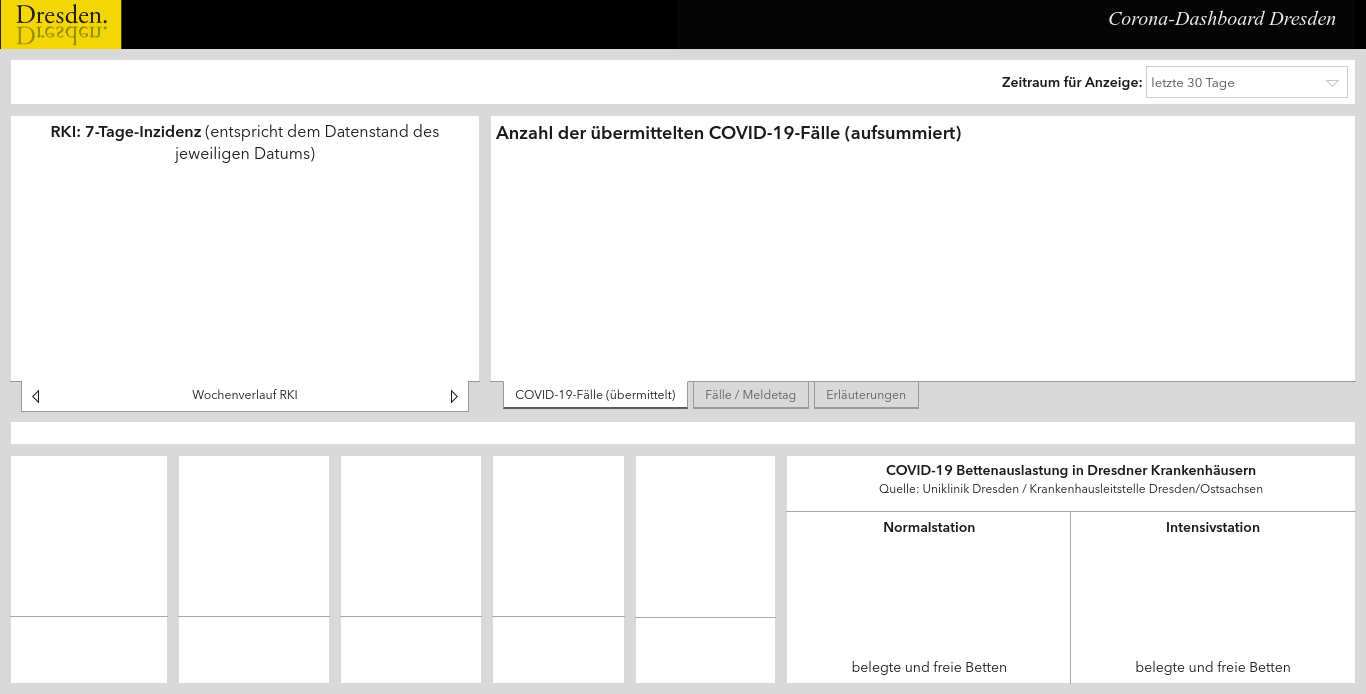 Dresden.
Dresden.
Corona-Dashboard Dresden
Zeitraum für Anzeige: letzte 30 Tage
RKI: 7-Tage-Inzidenz (entspricht dem Datenstand des
jeweiligen Datums)
Anzahl der übermittelten COVID-19-Fälle (aufsummiert)
Wochenverlauf RKI
COVID-19-Fälle (übermittelt)
Fälle / Meldetag
Erläuterungen
COVID-19 Bettenauslastung in Dresdner Krankenhäusern
Quelle: Uniklinik Dresden / Krankenhausleitstelle Dresden/Ostsachsen
Normalstation
Intensivstation
belegte und freie Betten
belegte und freie Betten